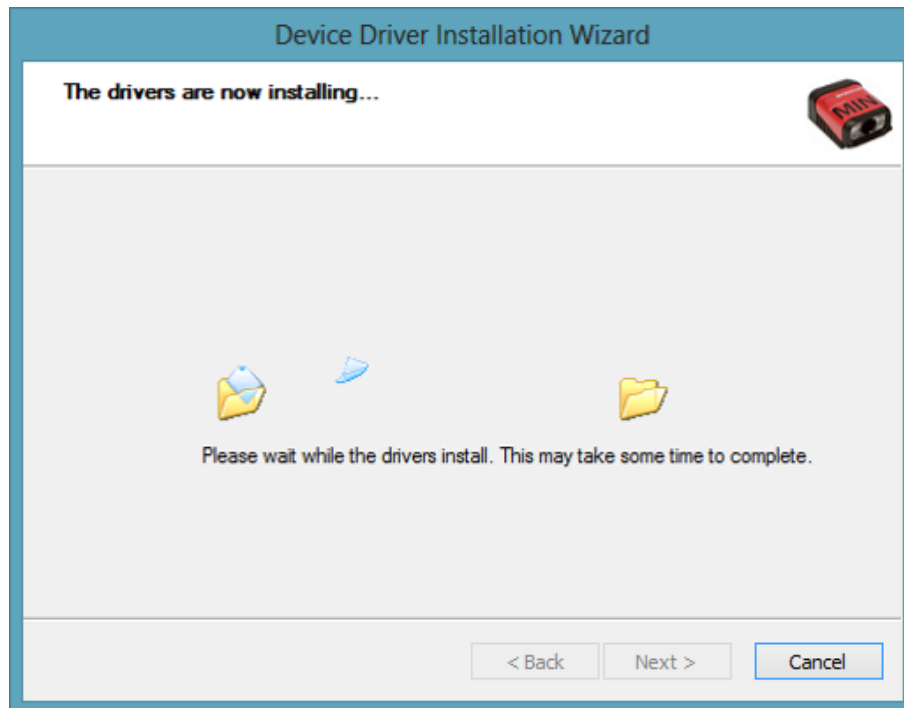 Device Driver Installation Wizard
The drivers are now installing...
MIN
Please wait while the drivers install. This may take some time to complete.
< Back Next > Cancel